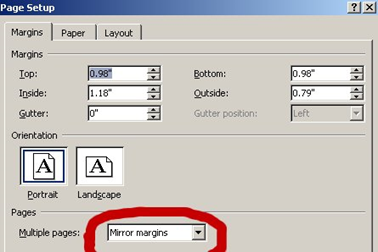 Page Setup
Margins Paper Layout
Margins
Top: 0.98" Bottom: 0.98"
Inside: 1.18" Outside: 0.79"
Gutter: 0" Gutter position: Left
Orientation
A A
Portrait Landscape
Pages
Multiple pages: Mirror margins